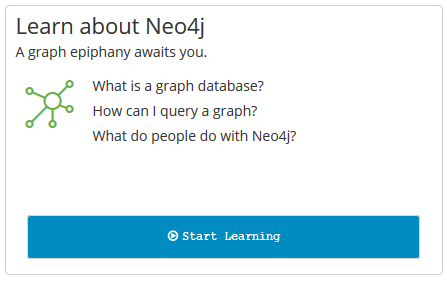 Learn about Neo4j
A graph epiphany awaits you.
What is a graph database?
How can I query a graph?
What do people do with Neo4j?
Start Learning